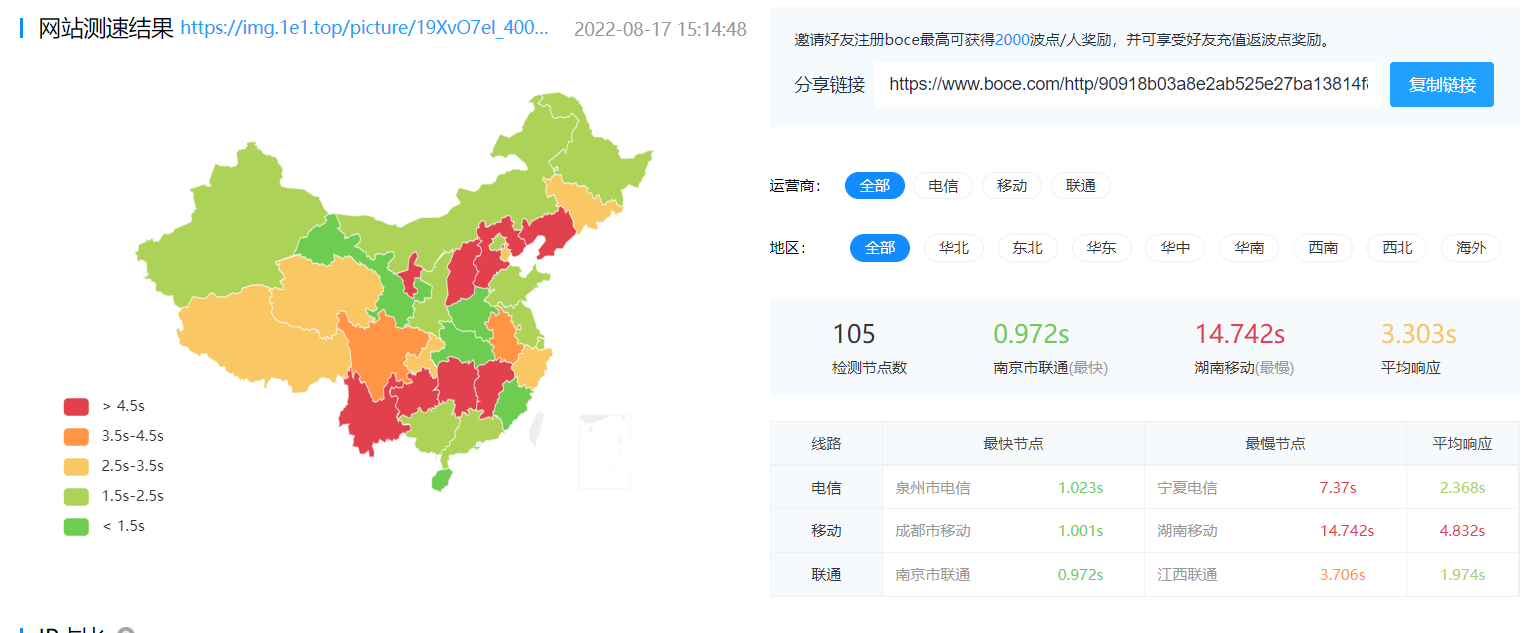 网站测速结果 https://img.1e1.top/picture/19XvO7el_400... 2022-08-17 15:14:48
> 4.5s
3.5s-4.5s
2.5s-3.5s
1.5s-2.5s
< 1.5s
邀请好友注册boce最高可获得2000波点/人奖励，并可享受好友充值返波点奖励。
分享链接 https://www.boce.com/http/90918b03a8e2ab525e27ba13814f 复制链接
运营商： 全部 电信 移动 联通
地区： 全部 华北 东北 华东 华中 华南 西南 西北 海外
105 0.972s 14.742s 3.303s
检测节点数 南京市联通(最快) 湖南移动(最慢) 平均响应
线路 最快节点 最慢节点 平均响应
电信 泉州市电信 1.023s 宁夏电信 7.37s 2.368s
移动 成都市移动 1.001s 湖南移动 14.742s 4.832s
联通 南京市联通 0.972s 江西联通 3.706s 1.974s